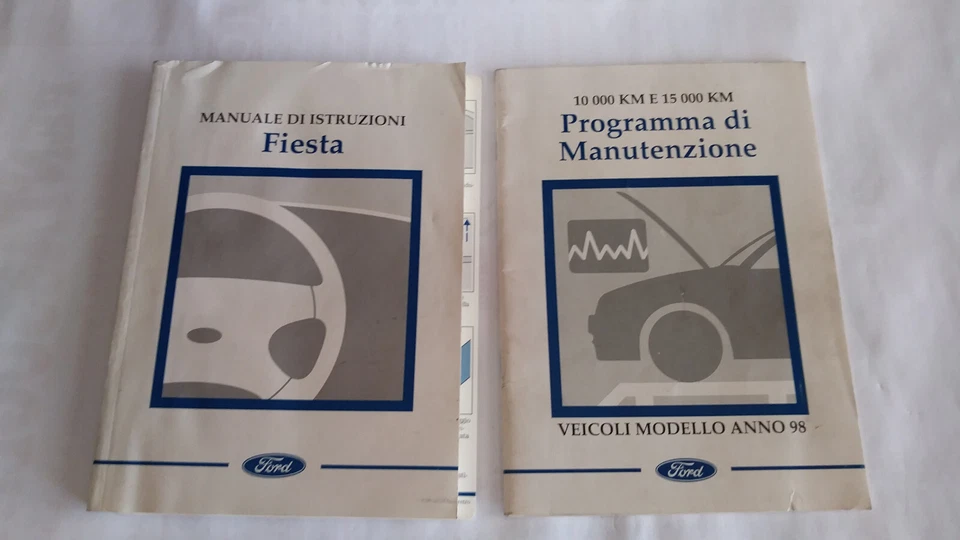 MANUALE DI ISTRUZIONI
Fiesta
Ford
10 000 KM E 15 000 KM
Programma di
Manutenzione
VEICOLI MODELLO ANNO 98
Ford